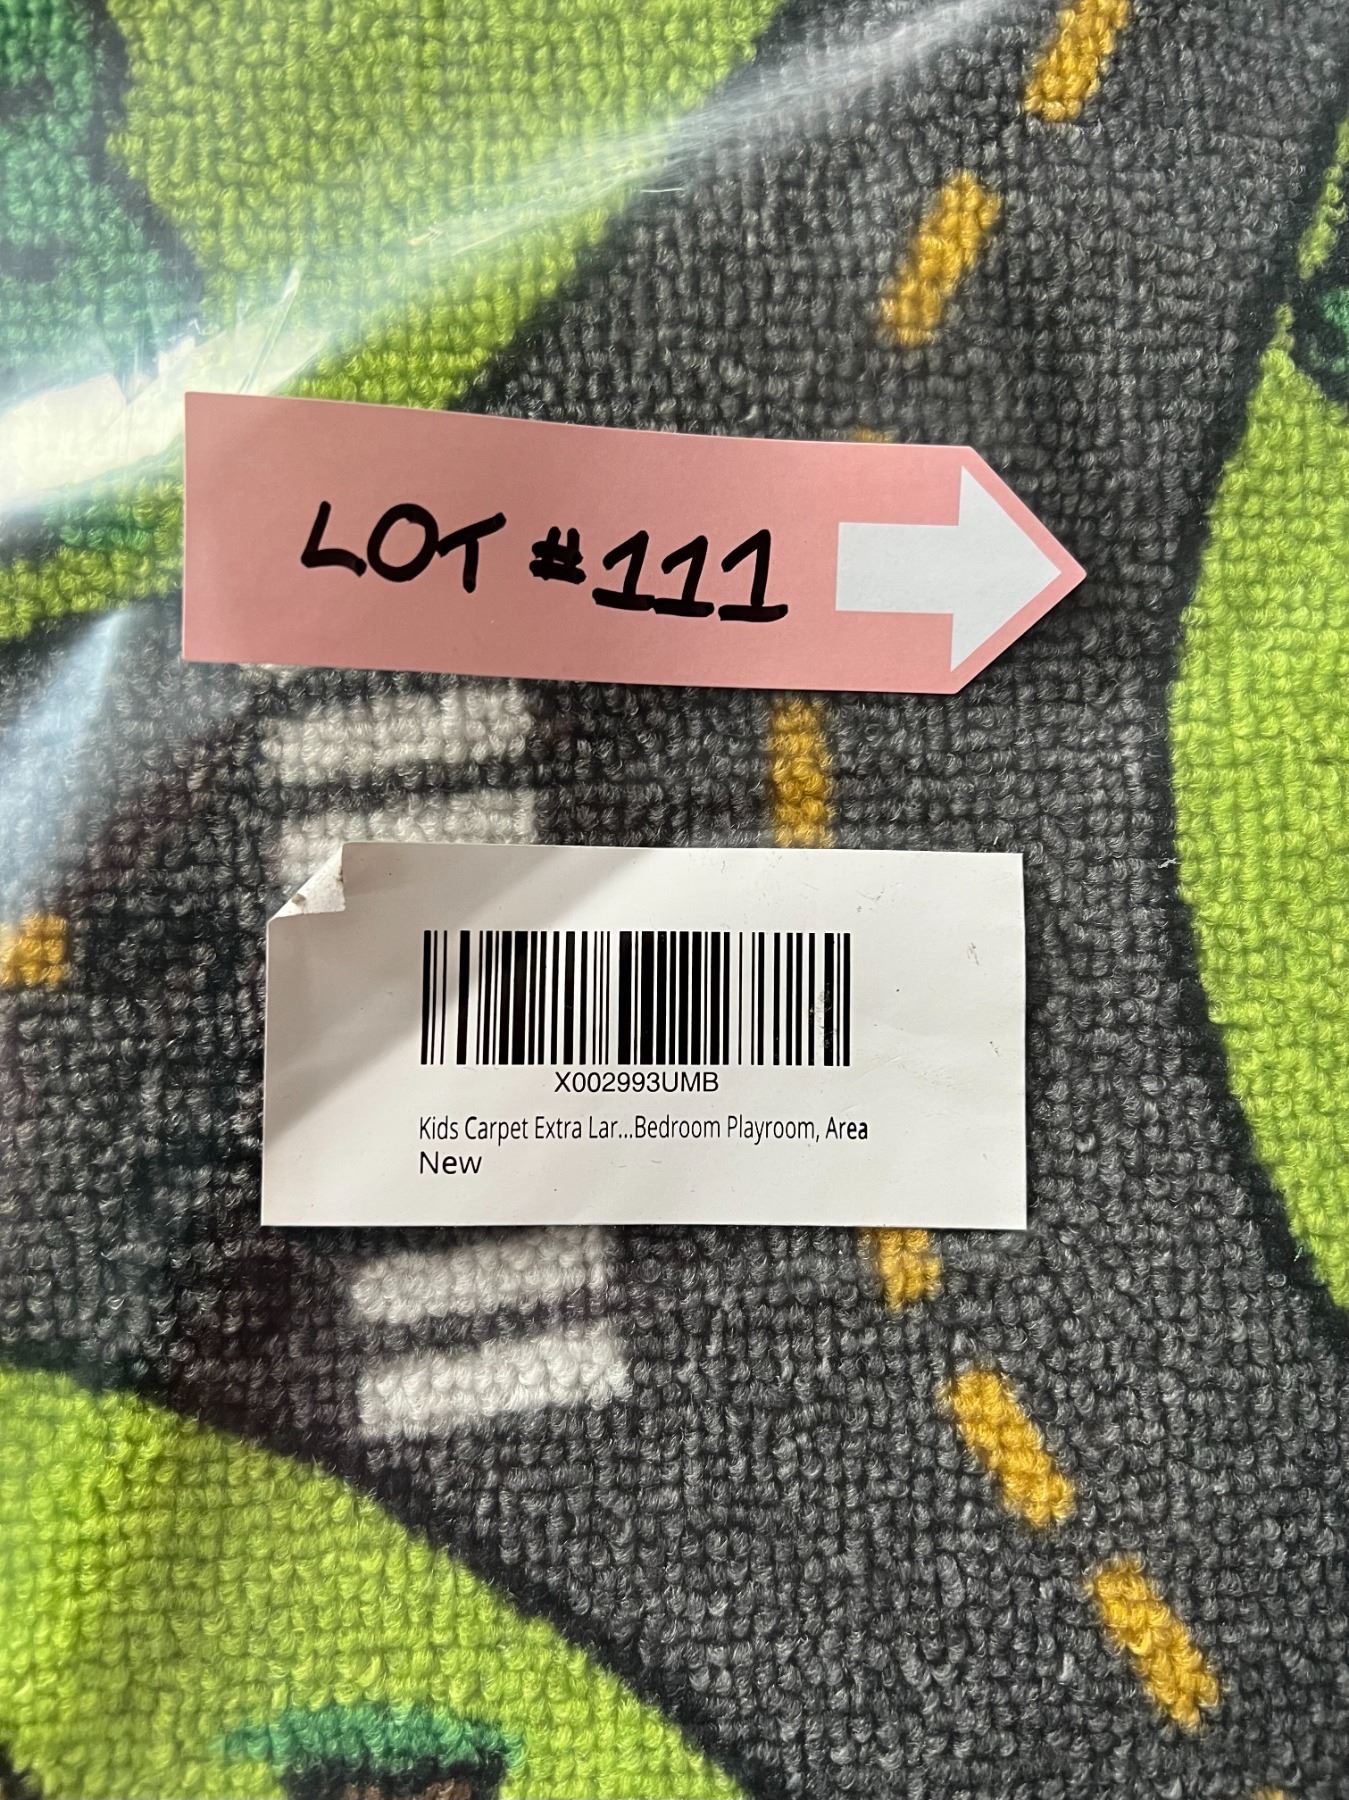 LOT #111
X002993UMB
Kids Carpet Extra Lar...Bedroom Playroom, Area
New